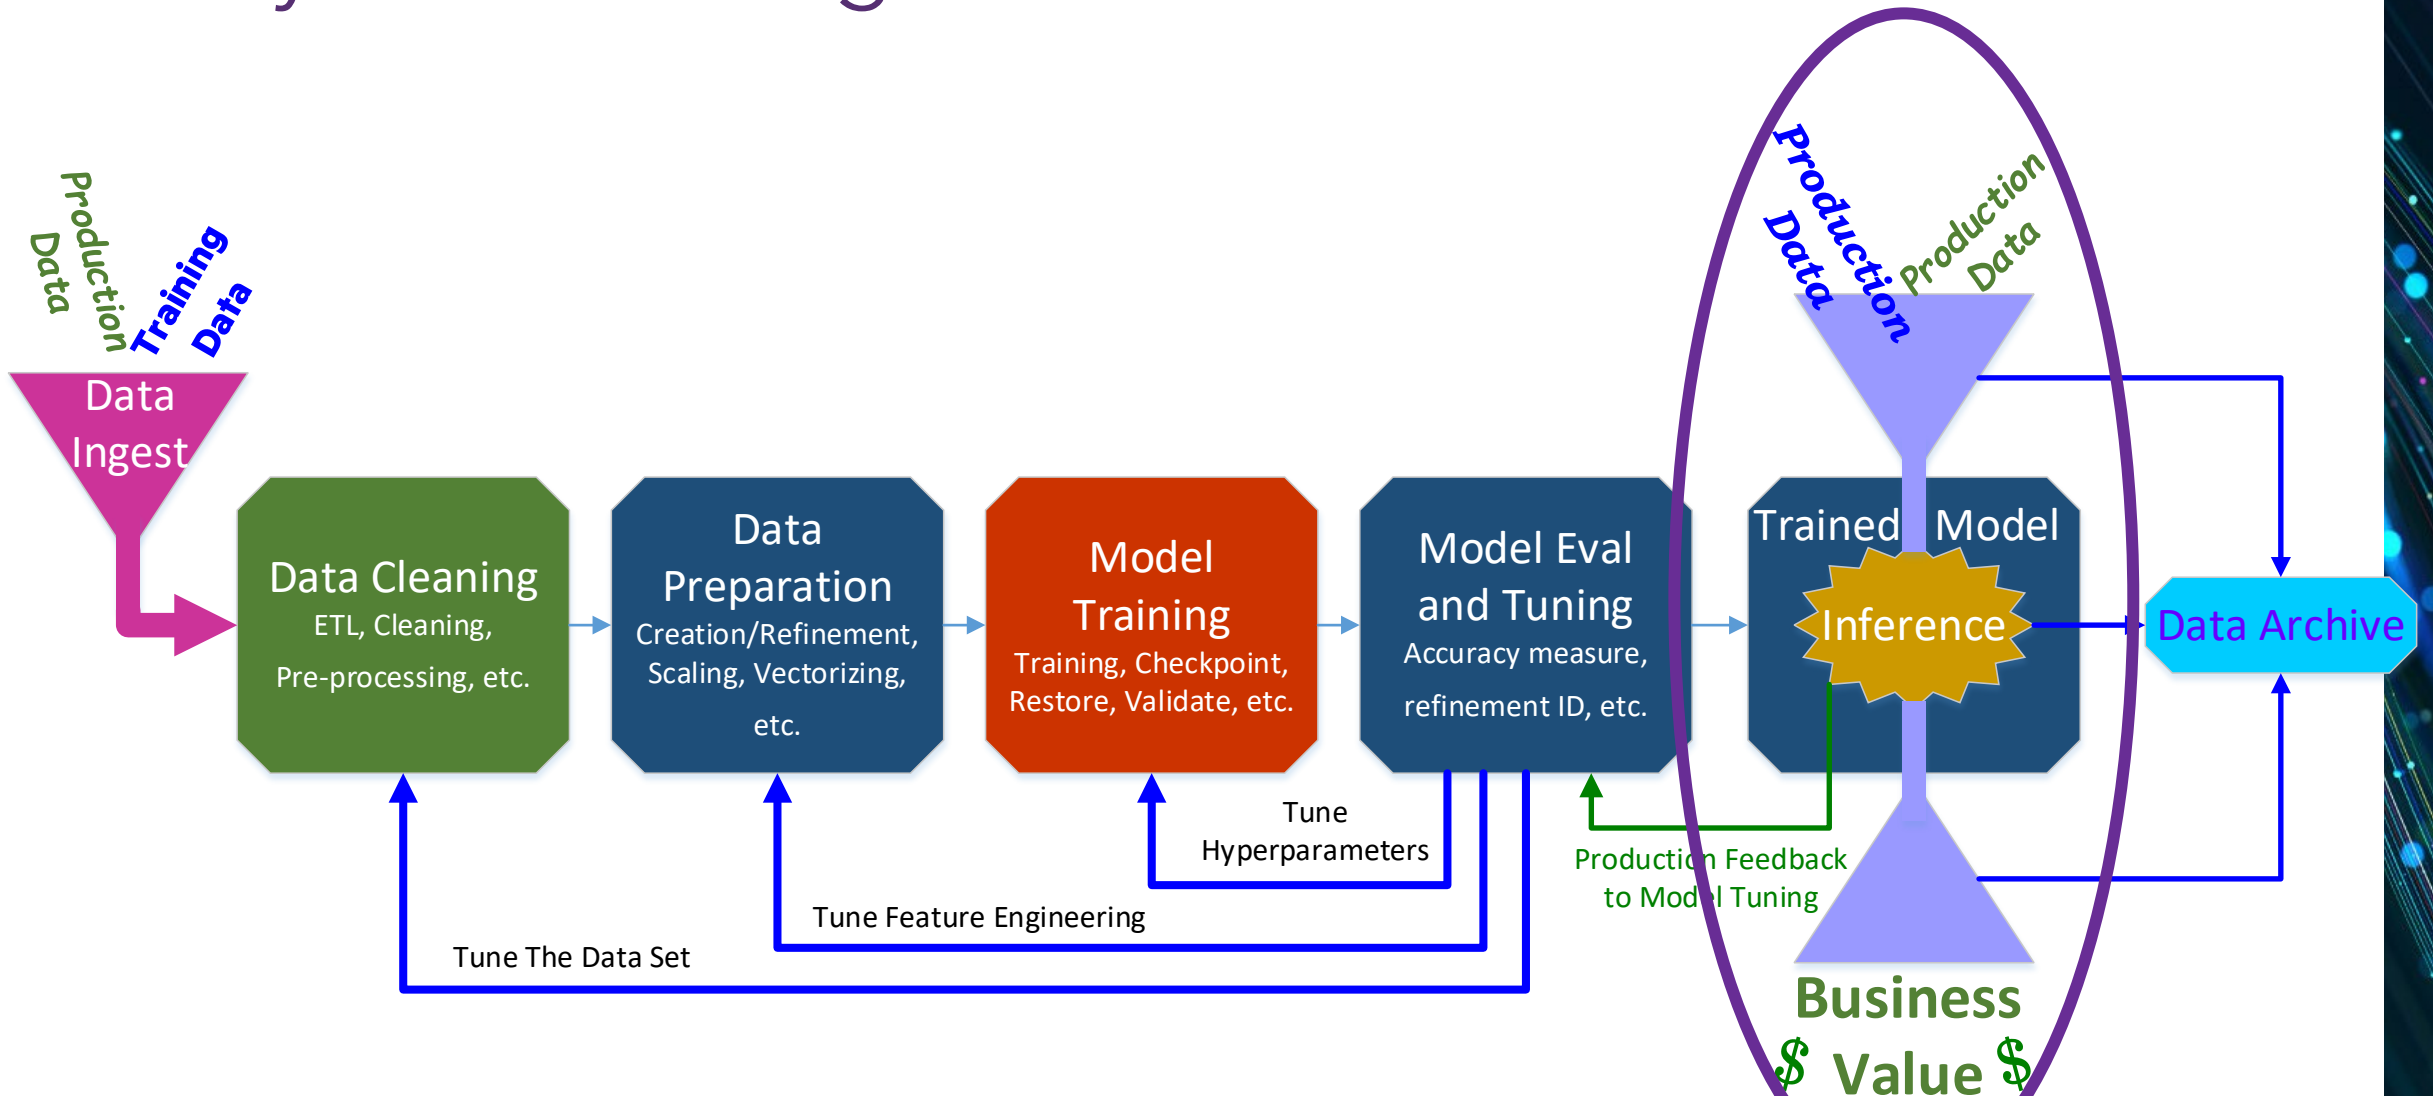 Production
Data
Training
Data
Data
Ingest
Data Cleaning
ETL, Cleaning,
Pre-processing, etc.
Data
Preparation
Creation/Refinement,
Scaling, Vectorizing,
etc.
Model
Training
Training, Checkpoint,
Restore, Validate, etc.
Model Eval
and Tuning
Accuracy measure,
refinement ID, etc.
Production
Data
Production
Data
Trained Model
Inference
Data Archive
Tune
Hyperparameters
Tune Feature Engineering
Tune The Data Set
Production Feedback
to Model Tuning
Business
$ Value $